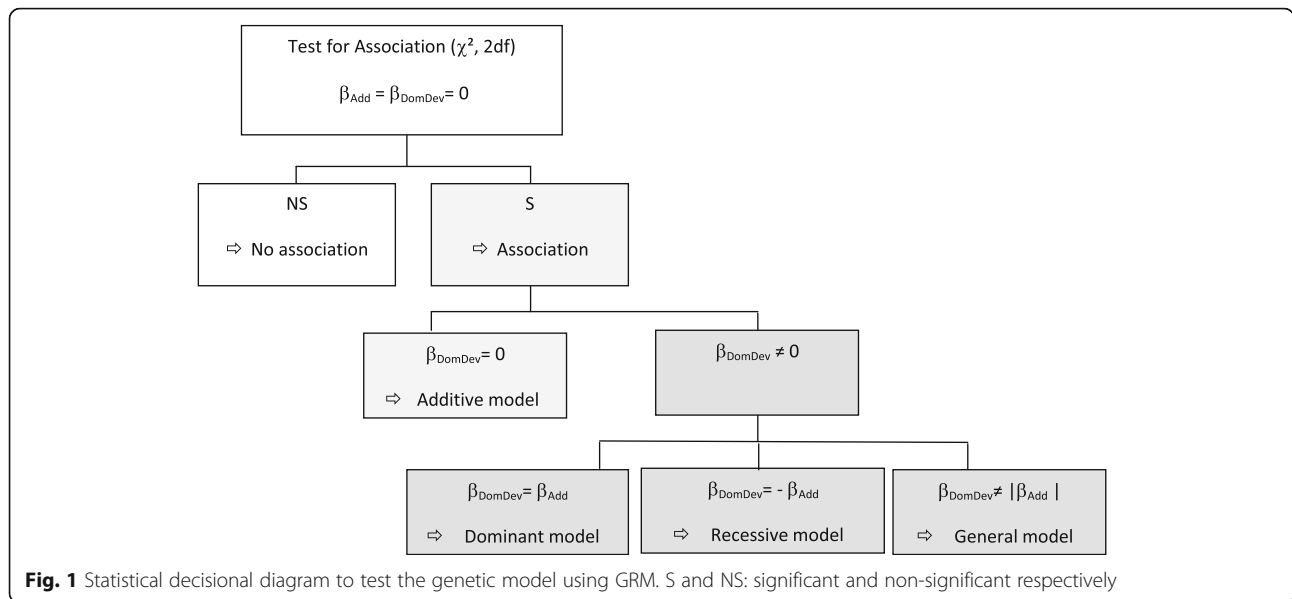 Test for Association (χ², 2df)
βAdd = βDomDev= 0
NS
⇨ No association
S
⇨ Association
βDomDev= 0
⇨ Additive model
βDomDev ≠ 0
βDomDev= βAdd
⇨ Dominant model
βDomDev= - βAdd
⇨ Recessive model
βDomDev≠ |βAdd |
⇨ General model
Fig. 1 Statistical decisional diagram to test the genetic model using GRM. S and NS: significant and non-significant respectively